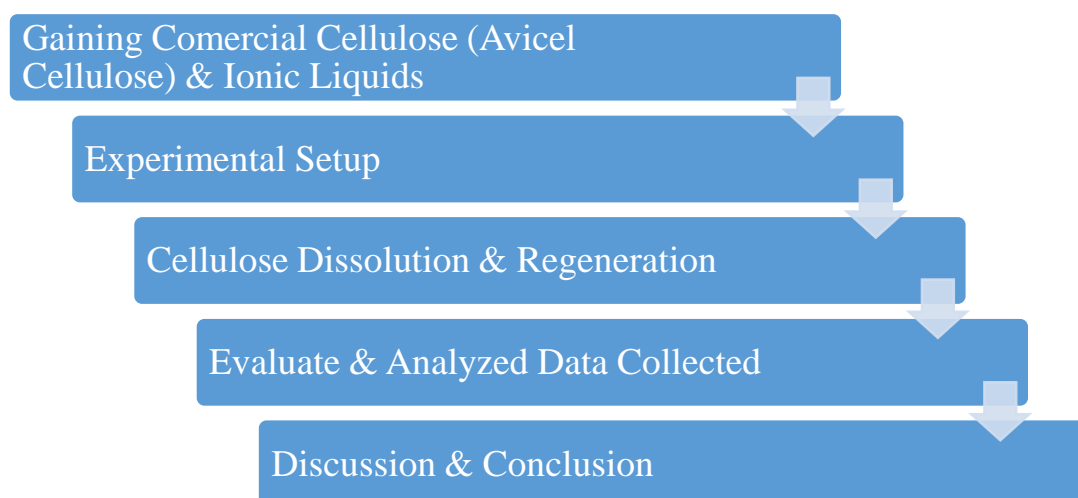 Gaining Comercial Cellulose (Avicel
Cellulose) & Ionic Liquids
Experimental Setup
Cellulose Dissolution & Regeneration
Evaluate & Analyzed Data Collected
Discussion & Conclusion